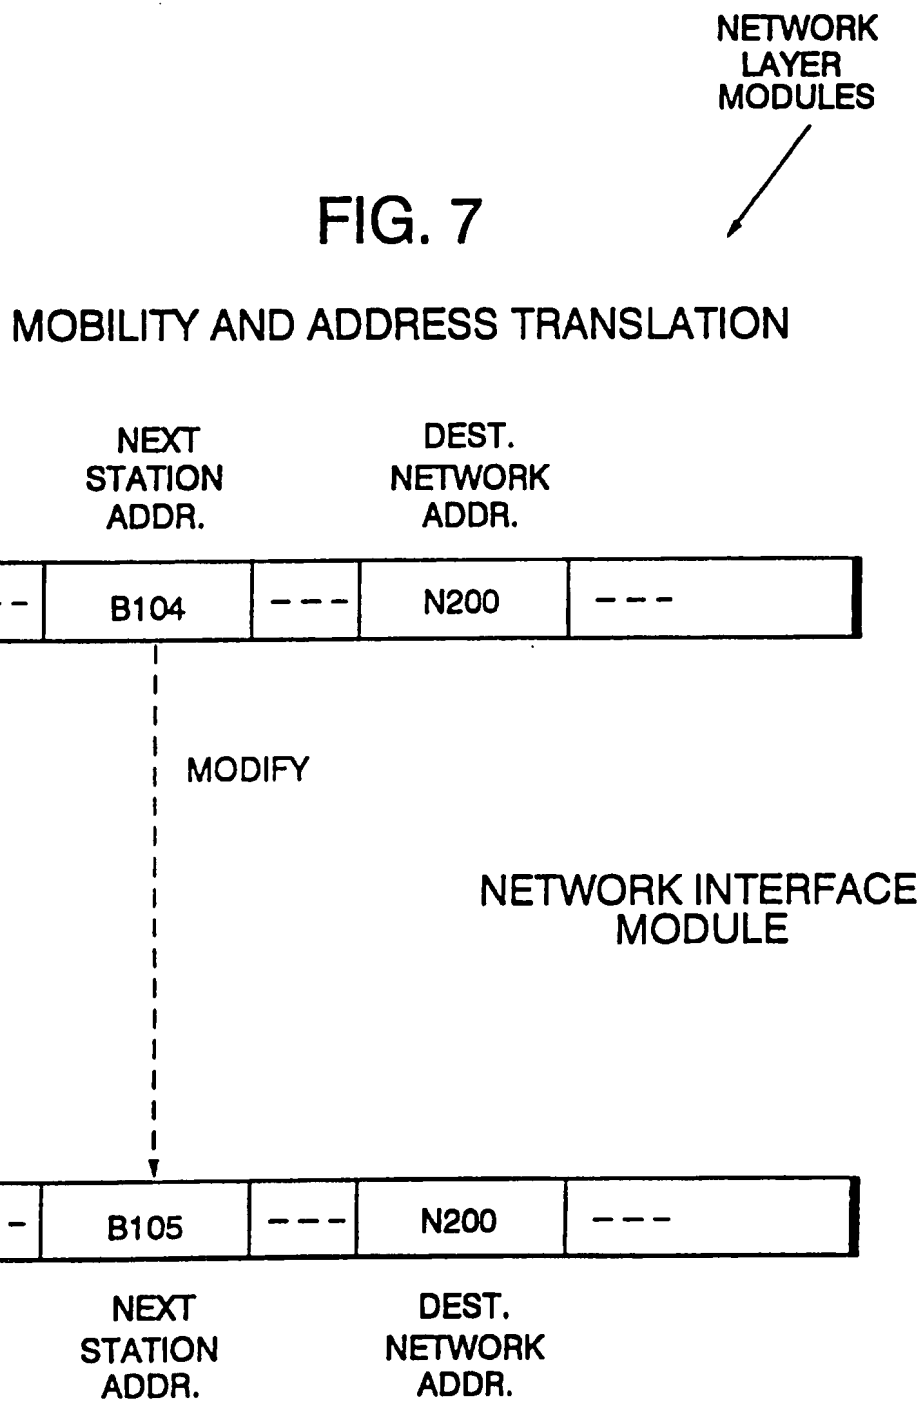 NETWORK
LAYER
MODULES
FIG. 7
MOBILITY AND ADDRESS TRANSLATION
NEXT
STATION
ADDR.
DEST.
NETWORK
ADDR.
-- B104 --- N200 ---
MODIFY
NETWORK INTERFACE
MODULE
- B105 --- N200 ---
NEXT
STATION
ADDR.
DEST.
NETWORK
ADDR.